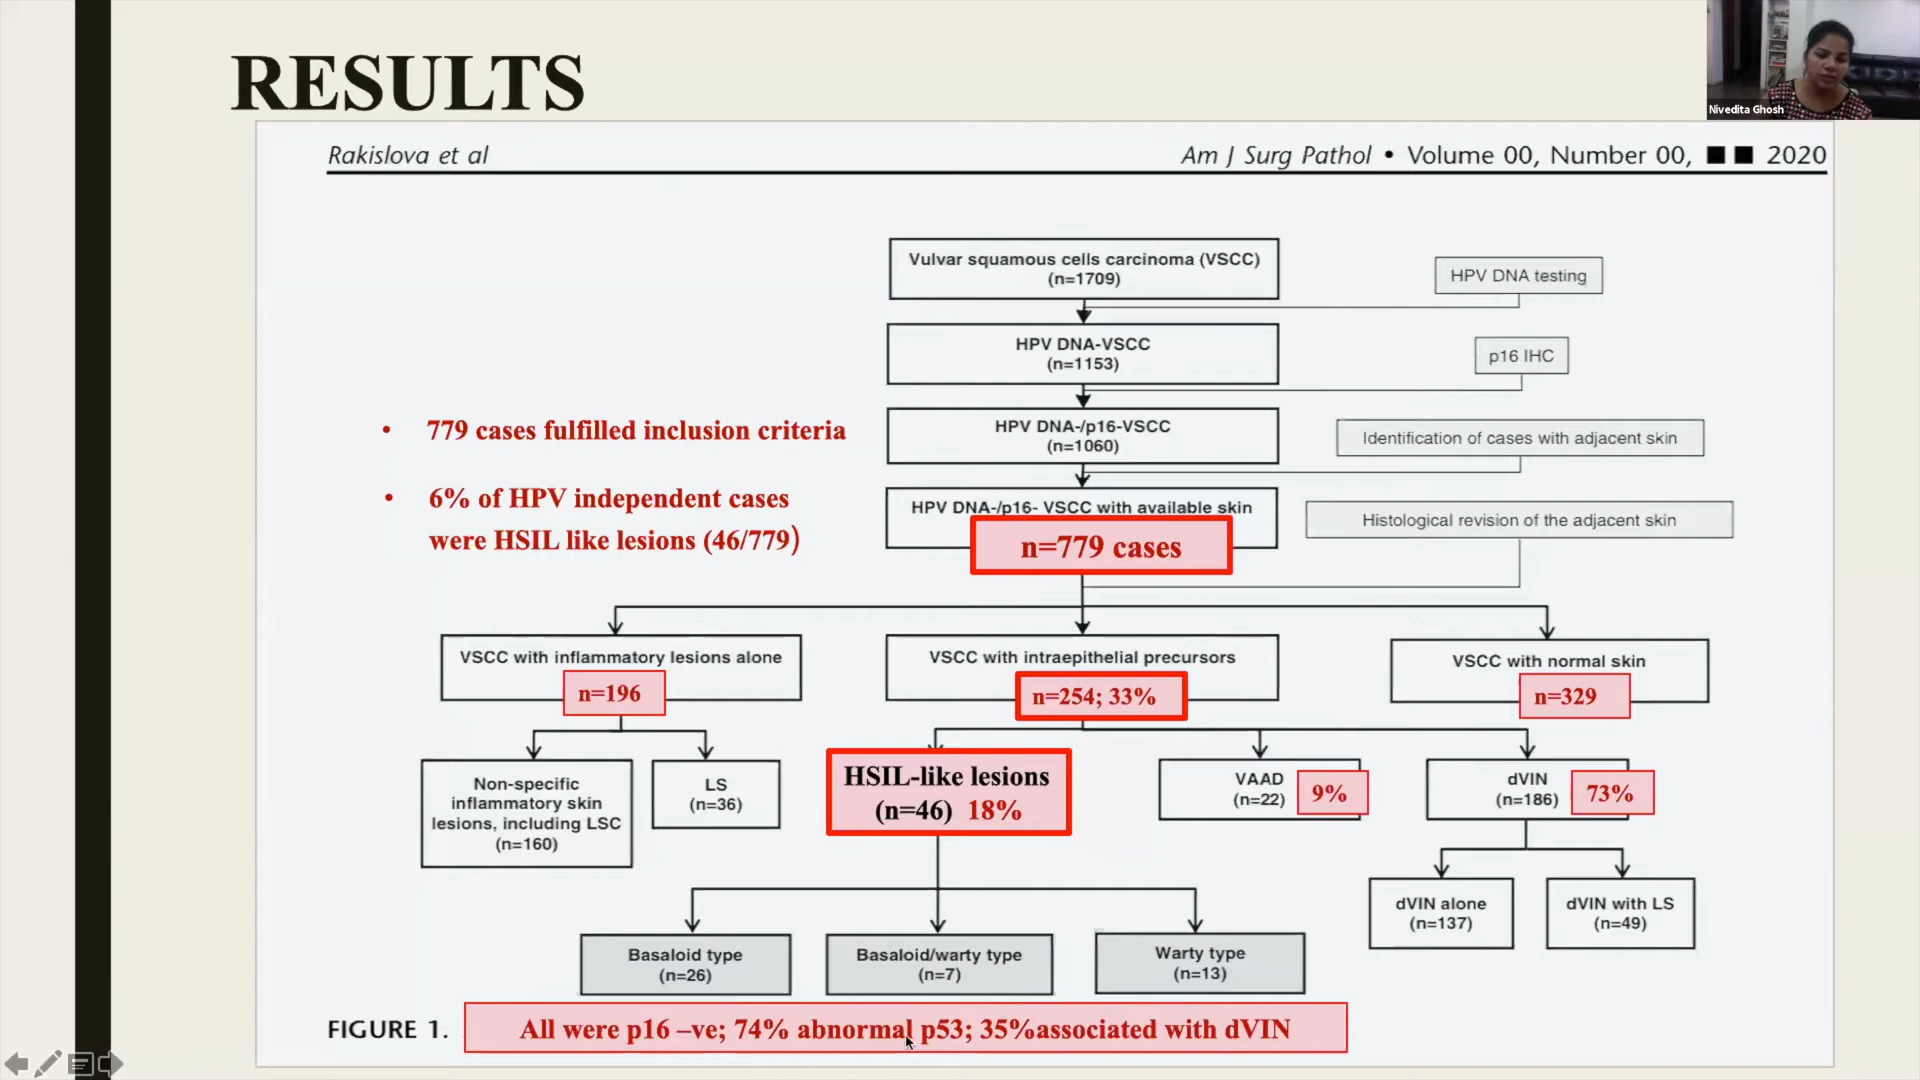 RESULTS
Nivedita Ghosh
Rakislova et al
Am J Surg Pathol • Volume 00, Number 00, ■ ■ 2020
Vulvar squamous cells carcinoma (VSCC)
(n=1709)
HPV DNA testing
HPV DNA-VSCC
(n=1153)
p16 IHC
• 779 cases fulfilled inclusion criteria
HPV DNA-/p16-VSCC
(n=1060)
Identification of cases with adjacent skin
• 6% of HPV independent cases
were HSIL like lesions (46/779)
HPV DNA-/p16- VSCC with available skin
n=779 cases
Histological revision of the adjacent skin
VSCC with inflammatory lesions alone
n=196
VSCC with intraepithelial precursors
n=254; 33%
VSCC with normal skin
n=329
Non-specific
inflammatory skin
lesions, including LSC
(n=160)
LS
(n=36)
HSIL-like lesions
(n=46) 18%
VAAD
(n=22)
9%
dVIN
(n=186)
73%
dVIN alone
(n=137)
dVIN with LS
(n=49)
Basaloid type
(n=26)
Basaloid/warty type
(n=7)
Warty type
(n=13)
FIGURE 1.
All were p16 –ve; 74% abnormal p53; 35%associated with dVIN